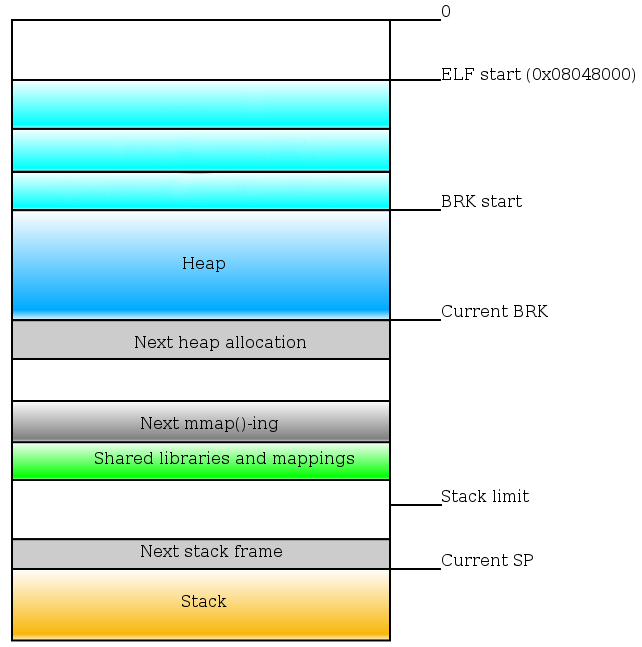 0
ELF start (0x08048000)
BRK start
Heap
Current BRK
Next heap allocation
Next mmap()-ing
Shared libraries and mappings
Stack limit
Next stack frame
Current SP
Stack